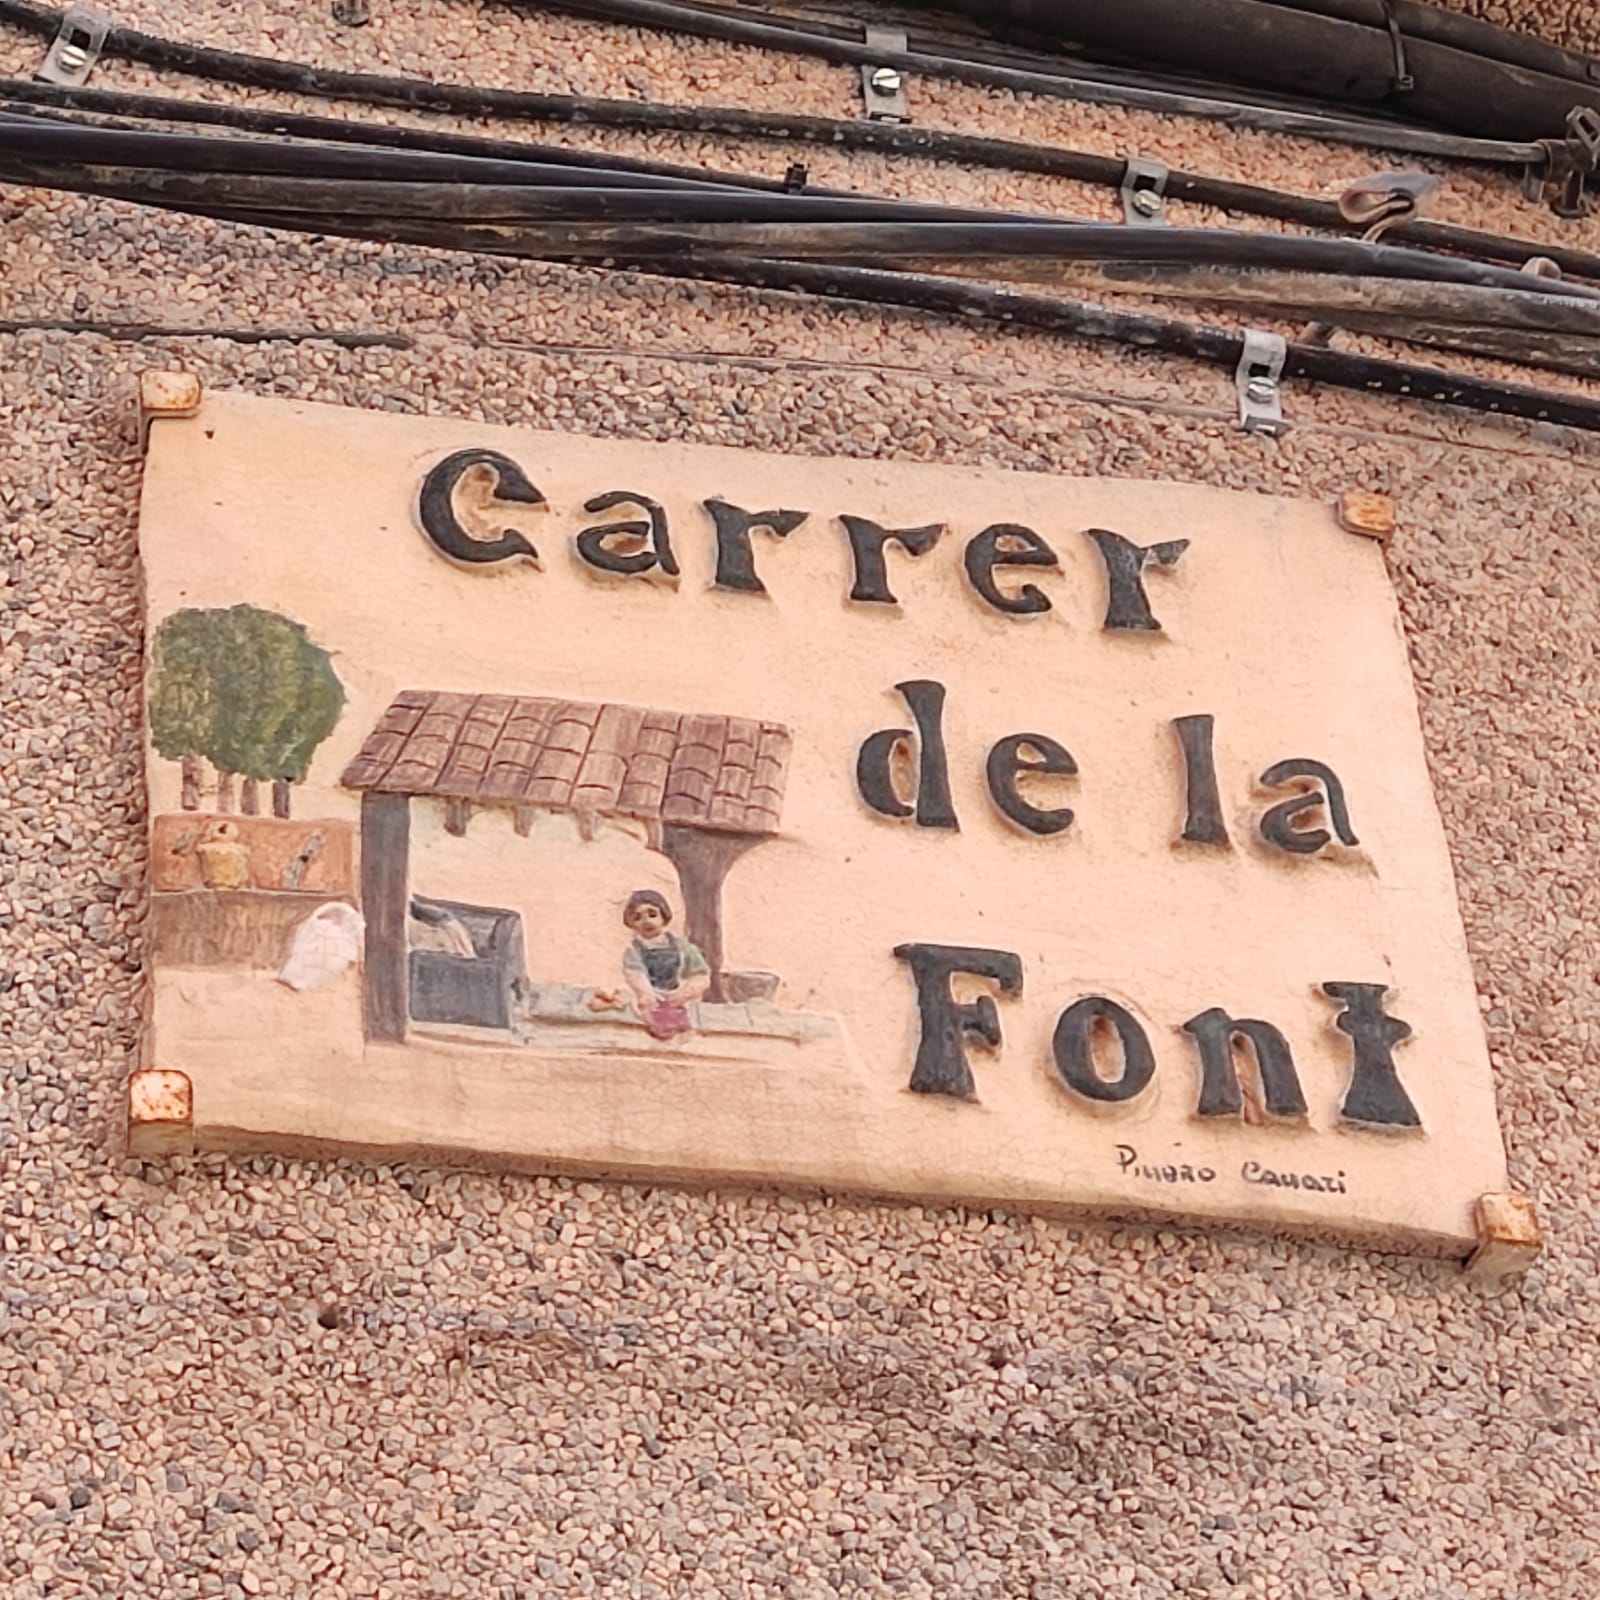 Carrer
de la
Font